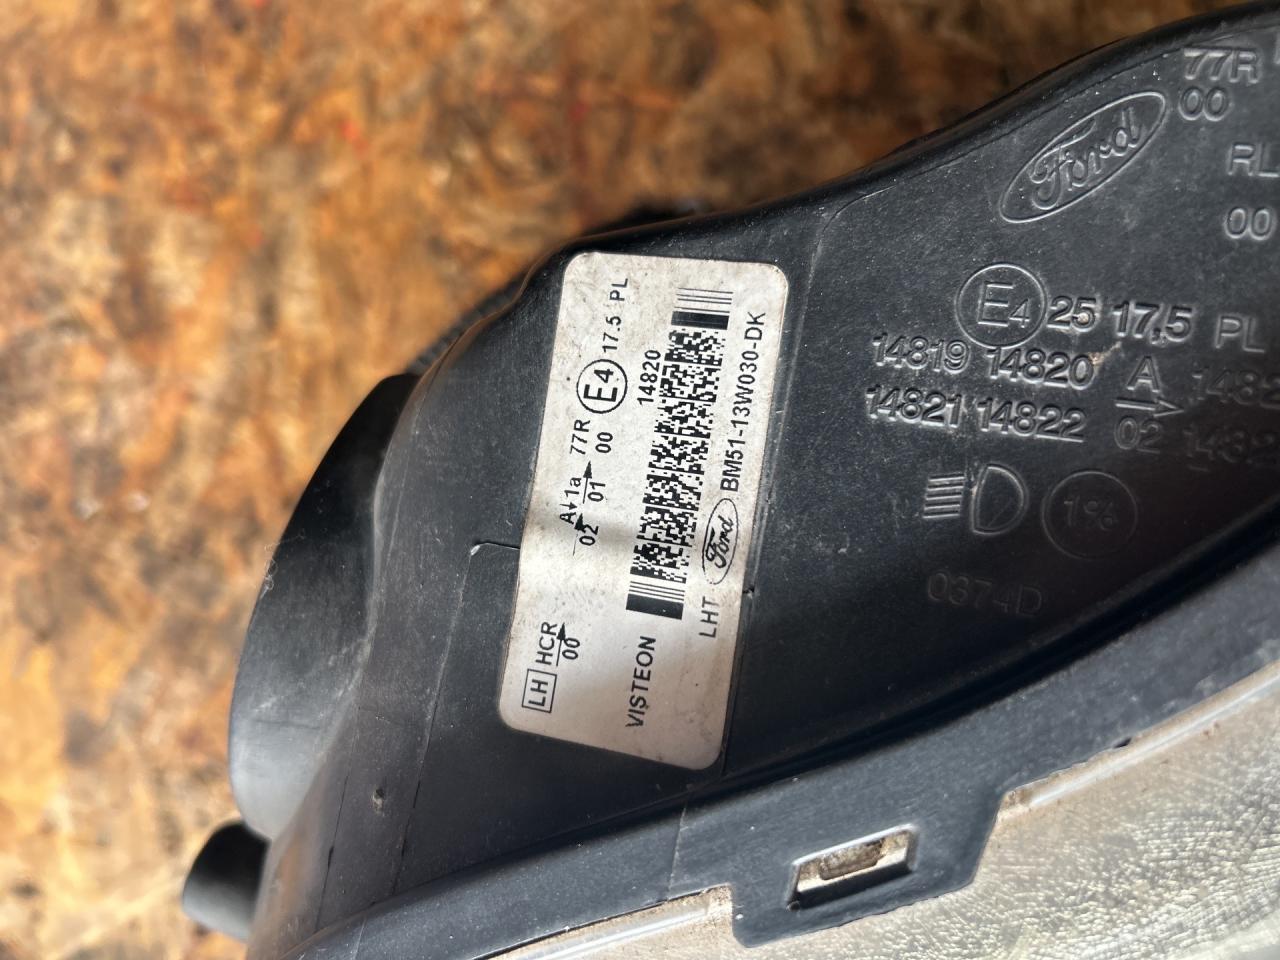 LH HCR 00
02 A 1a 01 77R 00 E4 17.5 PL
14820
VISTEON
LHT Ford BM51-13W030-DK
77R
00
Ford
RL
00
E4 25 17,5 PL
14819 14820 A
14821 14822 02
1%
0374D